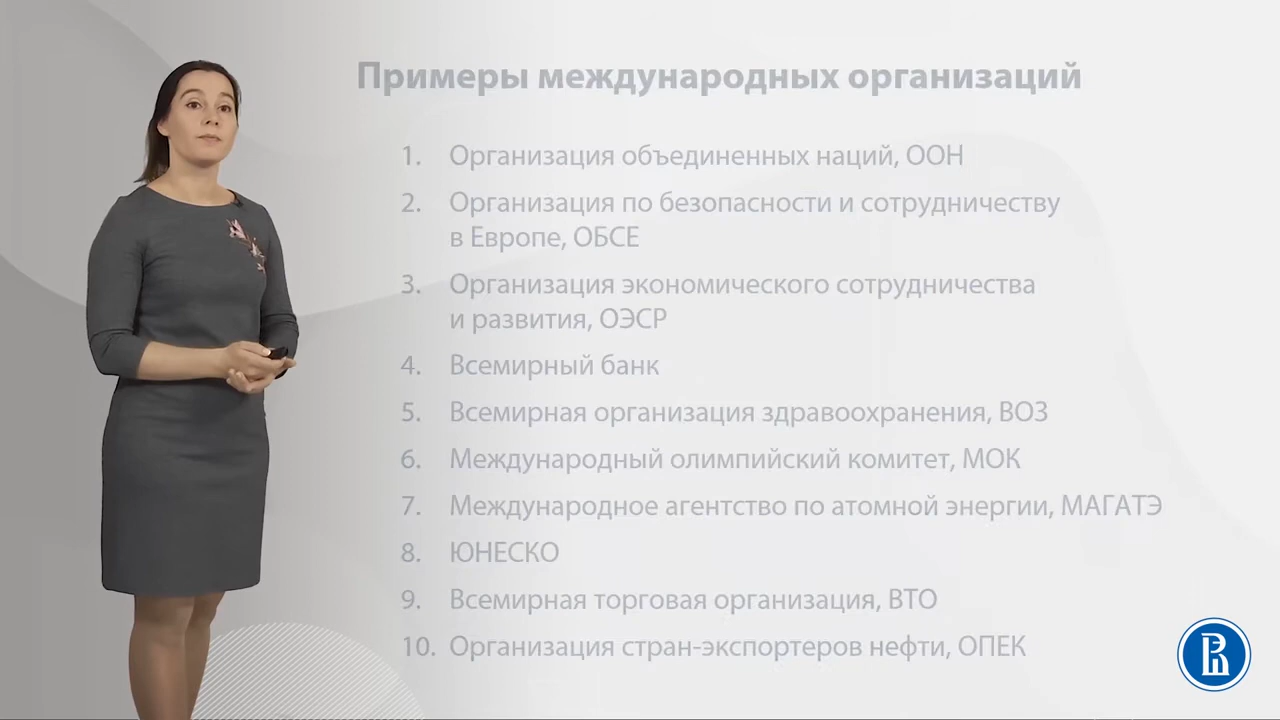 Примеры международных организаций
1. Организация объединенных наций, ООН
2. Организация по безопасности и сотрудничеству
в Европе, ОБСЕ
3. Организация экономического сотрудничества
и развития, ОЭСР
4. Всемирный банк
5. Всемирная организация здравоохранения, ВОЗ
6. Международный олимпийский комитет, МОК
7. Международное агентство по атомной энергии, МАГАТЭ
8. ЮНЕСКО
9. Всемирная торговая организация, ВТО
10. Организация стран-экспортеров нефти, ОПЕК